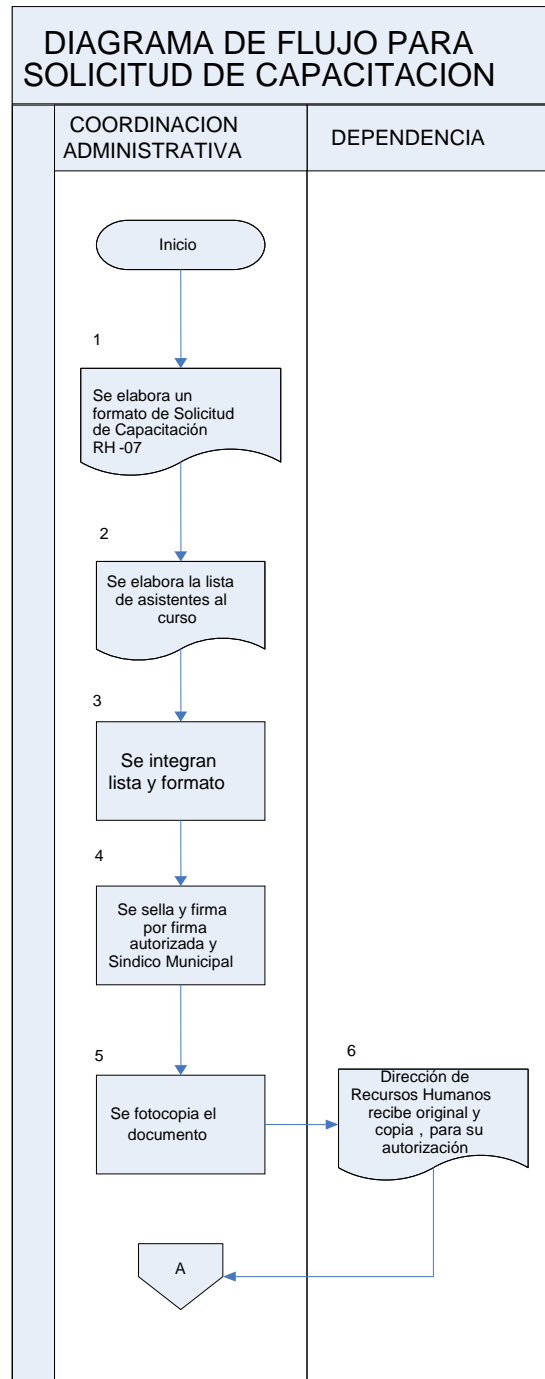 DIAGRAMA DE FLUJO PARA
SOLICITUD DE CAPACITACION
COORDINACION
ADMINISTRATIVA
DEPENDENCIA
Inicio
1
Se elabora un
formato de Solicitud
de Capacitación
RH -07
2
Se elabora la lista
de asistentes al
curso
3
Se integran
lista y formato
4
Se sella y firma
por firma
autorizada y
Sindico Municipal
5
Se fotocopia el
documento
6
Dirección de
Recursos Humanos
recibe original y
copia , para su
autorización
A